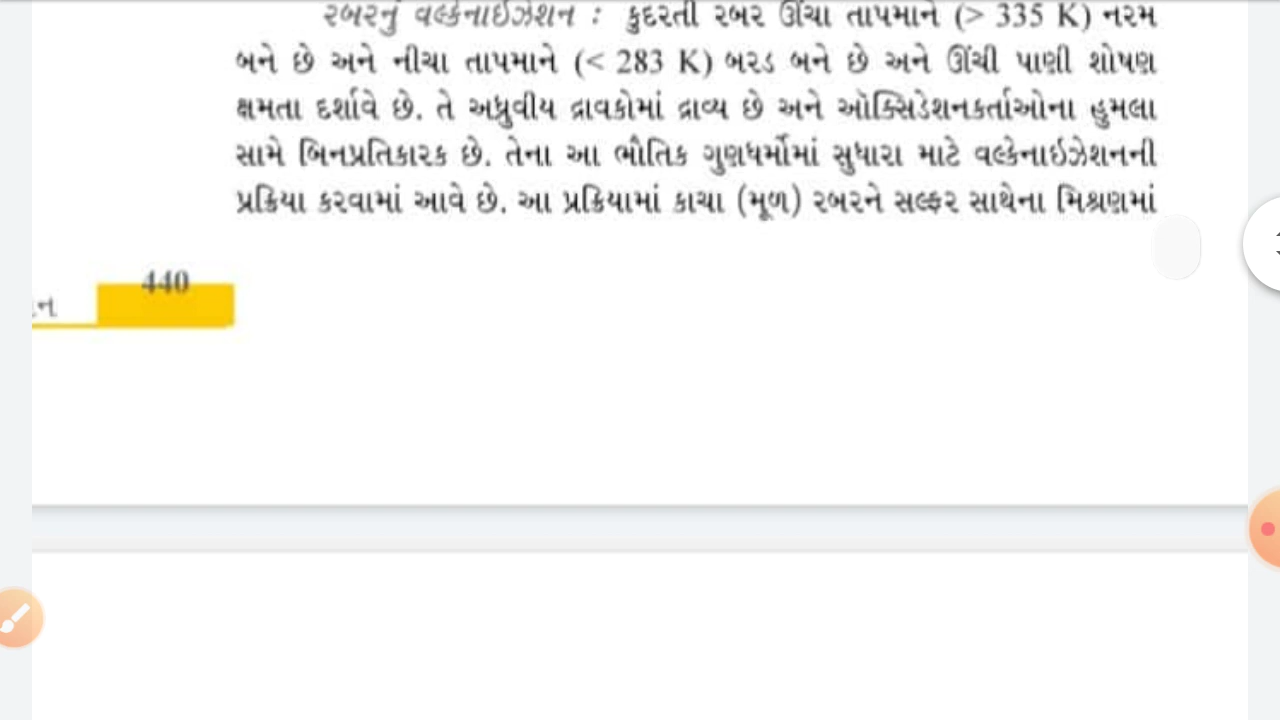 રબરનું વલ્કેનાઈઝેશન : કુદરતી રબર ઊંચા તાપમાને (> 335 K) નરમ
બને છે અને નીચા તાપમાને (< 283 K) બરડ બને છે અને ઊંચી પાણી શોષણ
ક્ષમતા દર્શાવે છે. તે અધ્રુવીય દ્રાવકોમાં દ્રાવ્ય છે અને ઑક્સિડેશનકર્તાઓના હુમલા
સામે બિનપ્રતિકારક છે. તેના આ ભૌતિક ગુણધર્મોમાં સુધારા માટે વલ્કેનાઇઝેશનની
પ્રક્રિયા કરવામાં આવે છે. આ પ્રક્રિયામાં કાચા (મૂળ) રબરને સલ્ફર સાથેના મિશ્રણમાં
440